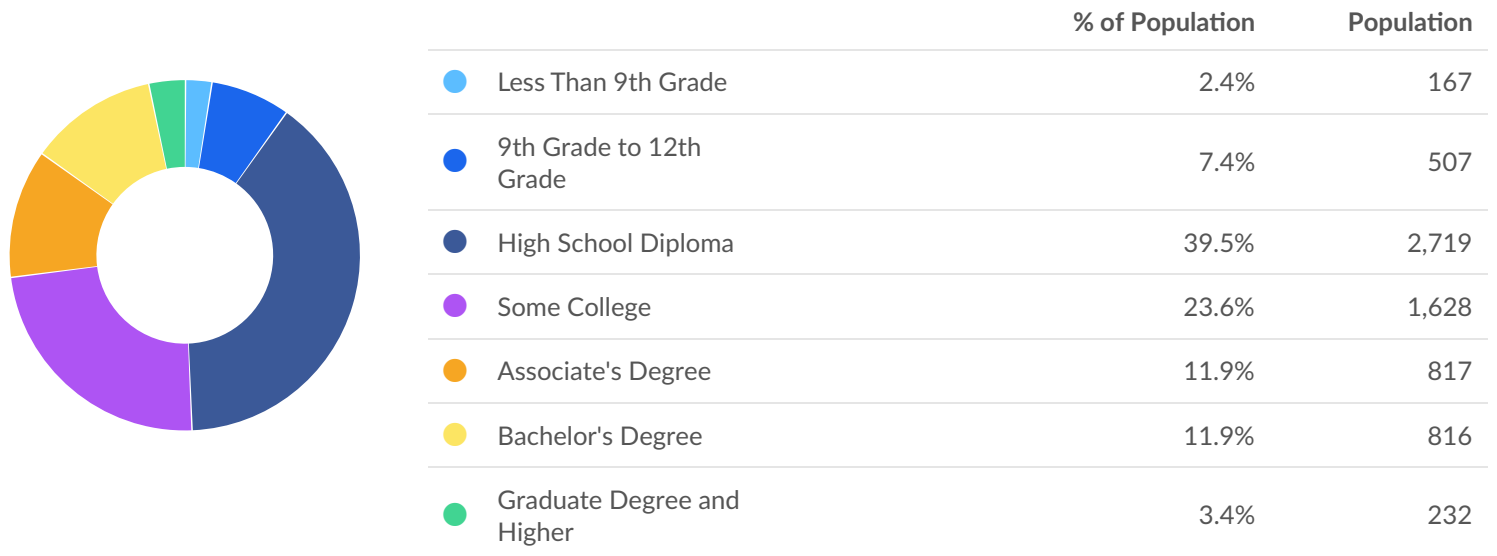 % of Population Population
Less Than 9th Grade 2.4% 167
9th Grade to 12th
Grade 7.4% 507
High School Diploma 39.5% 2,719
Some College 23.6% 1,628
Associate's Degree 11.9% 817
Bachelor's Degree 11.9% 816
Graduate Degree and
Higher 3.4% 232